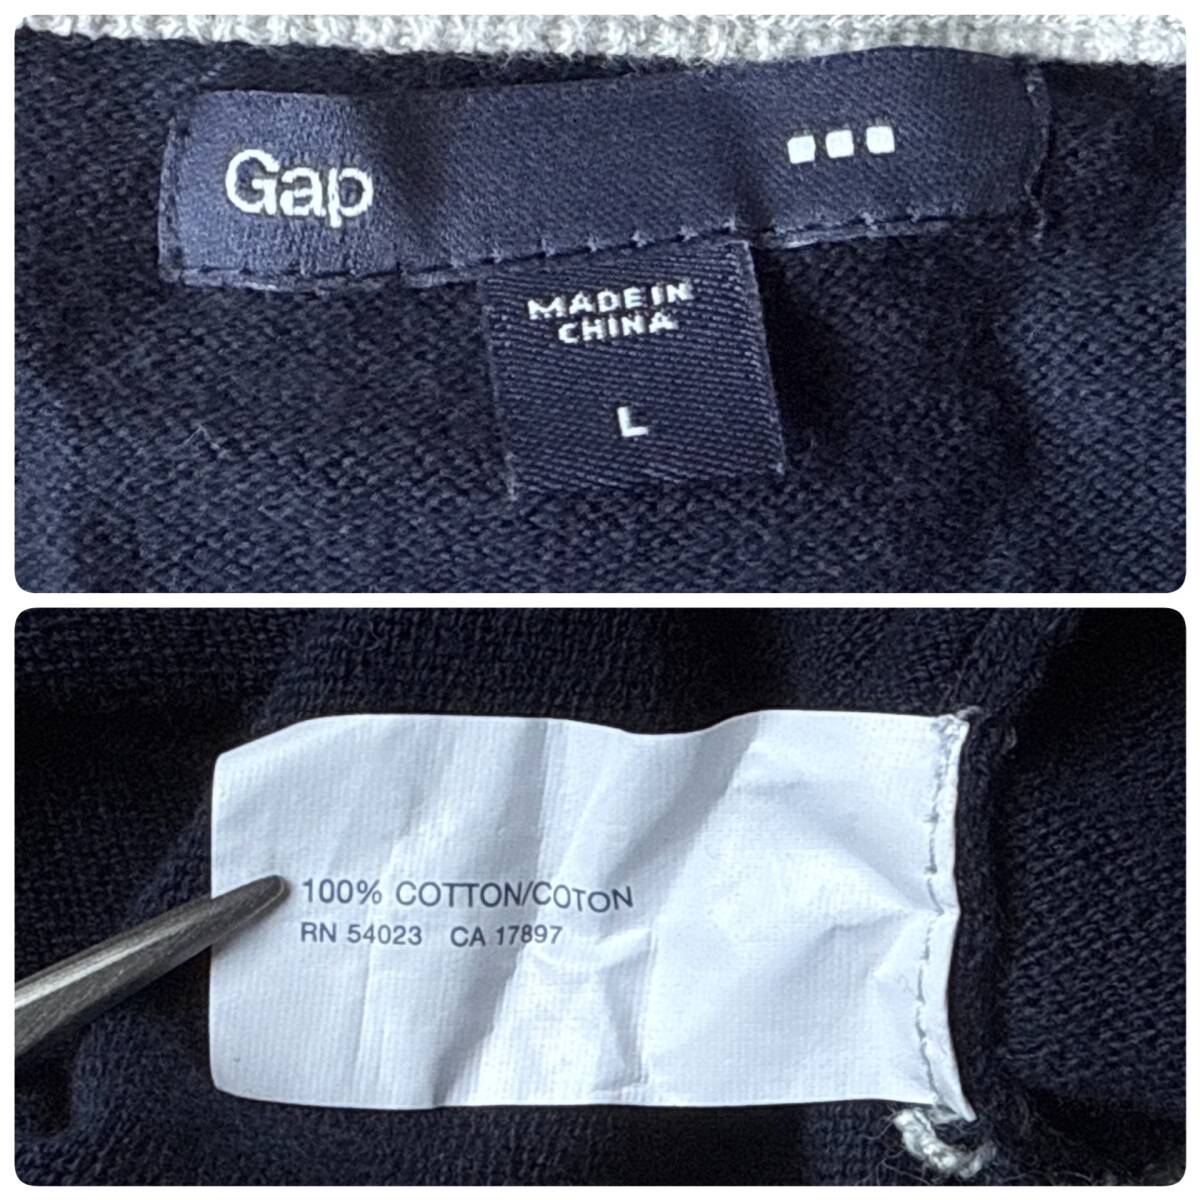 Gap
MADE IN
CHINA
L
100% COTTON/COTON
RN 54023 CA 17897